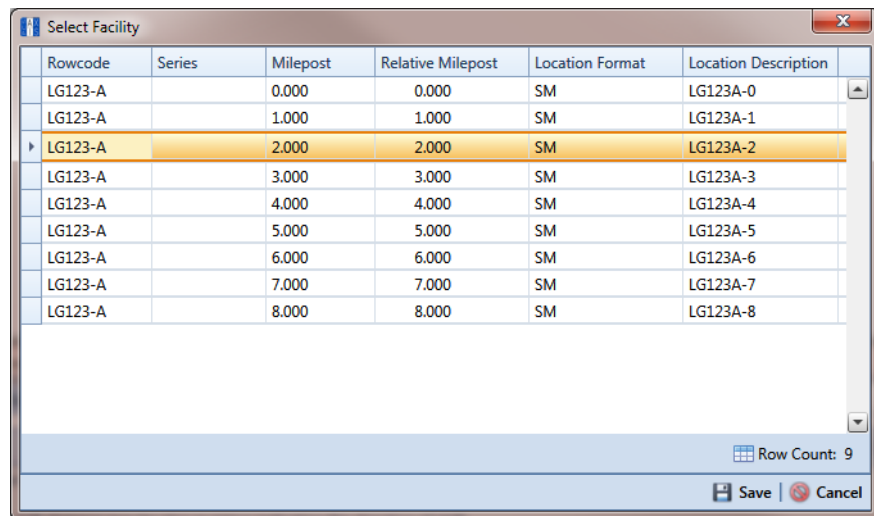 Select Facility
Rowcode Series Milepost Relative Milepost Location Format Location Description
LG123-A 0.000 0.000 SM LG123A-0
LG123-A 1.000 1.000 SM LG123A-1
LG123-A 2.000 2.000 SM LG123A-2
LG123-A 3.000 3.000 SM LG123A-3
LG123-A 4.000 4.000 SM LG123A-4
LG123-A 5.000 5.000 SM LG123A-5
LG123-A 6.000 6.000 SM LG123A-6
LG123-A 7.000 7.000 SM LG123A-7
LG123-A 8.000 8.000 SM LG123A-8
Row Count: 9
Save | Cancel